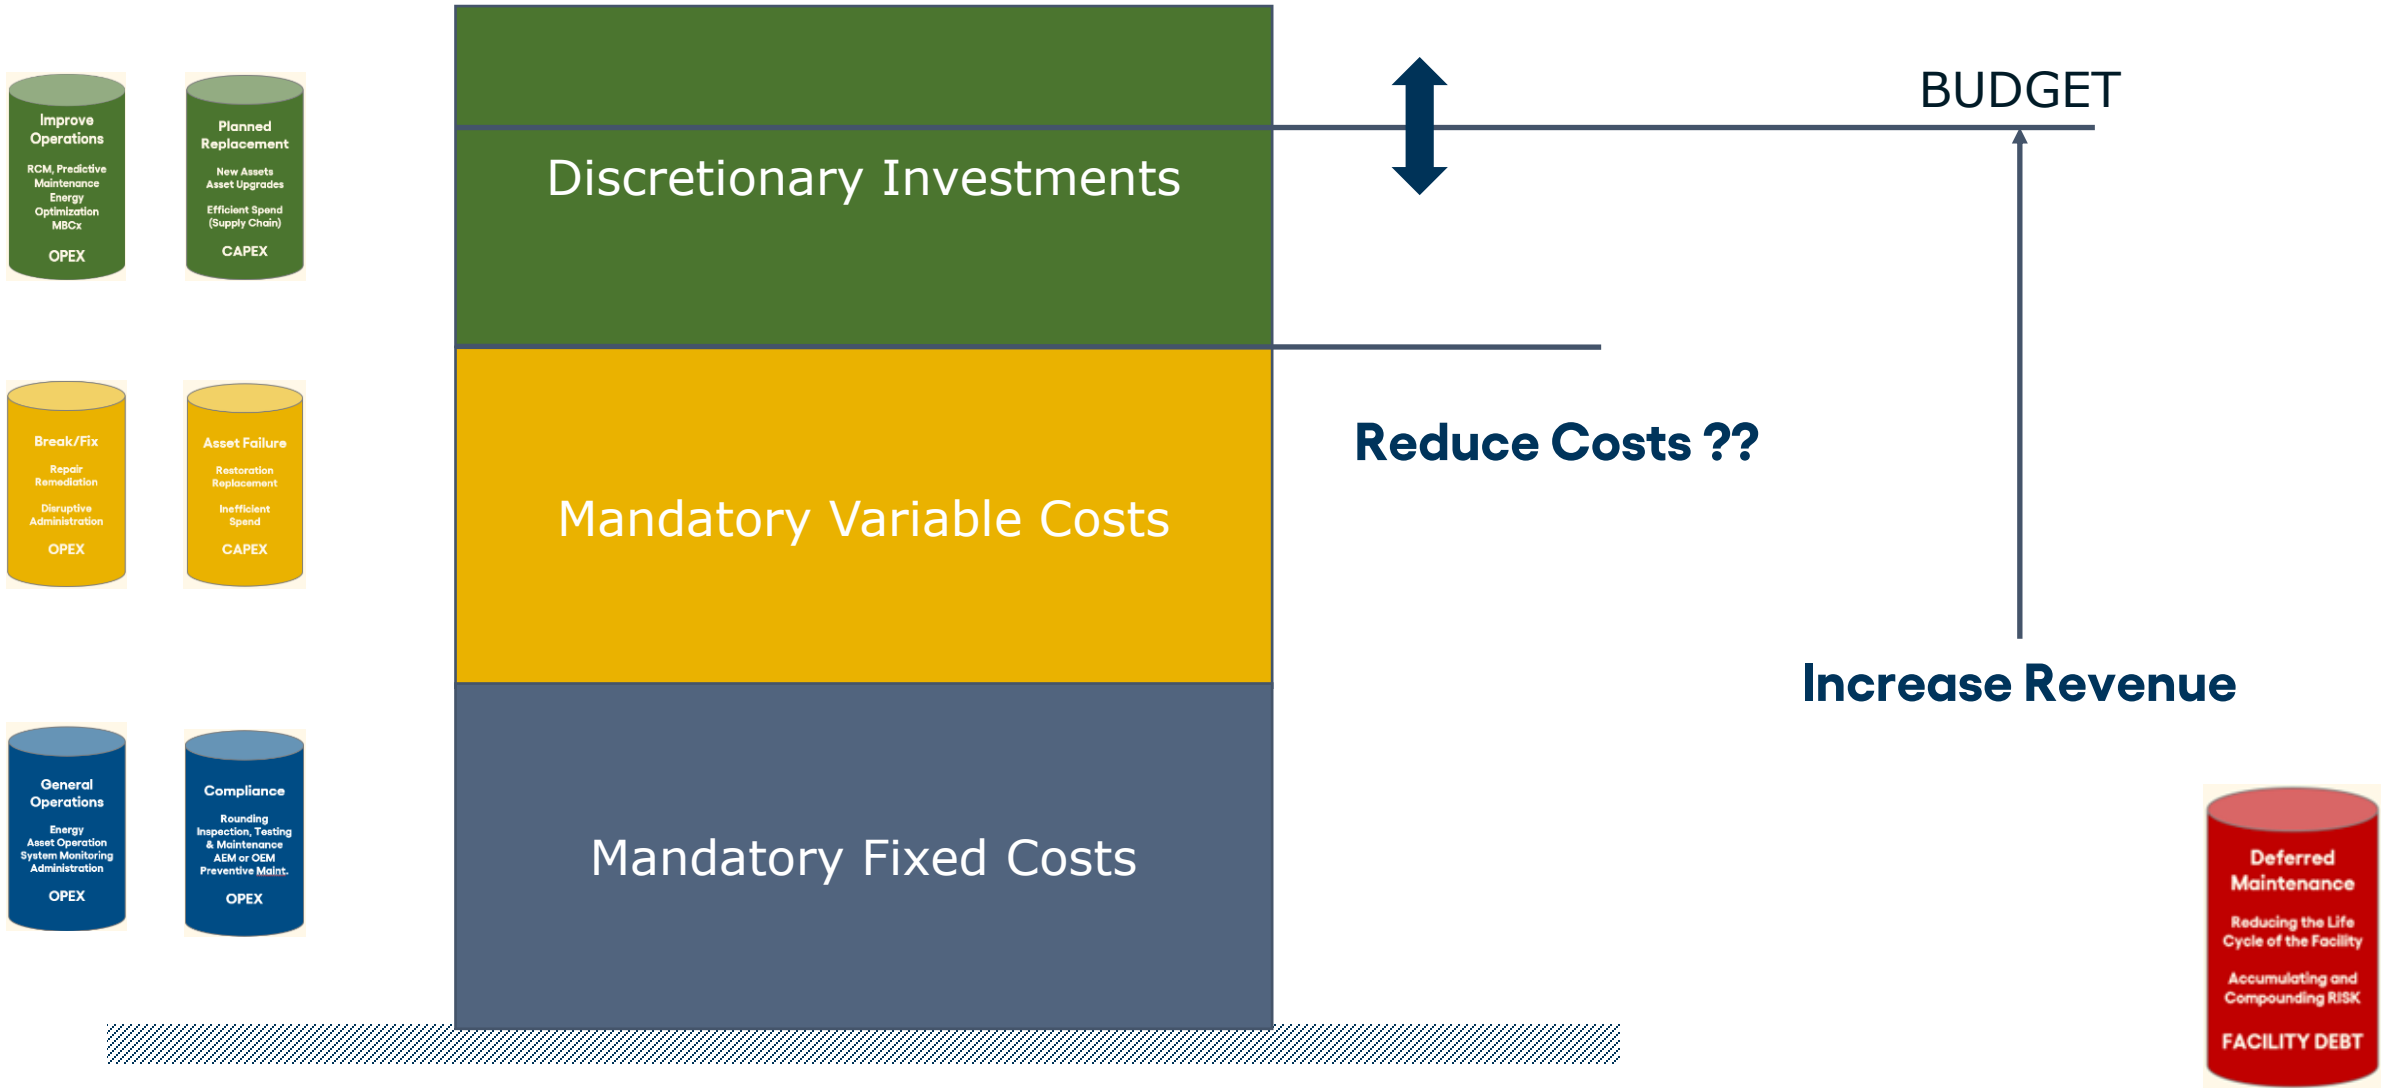 Improve
Operations
RCM, Predictive
Maintenance
Energy
Optimization
MBCx
OPEX
Planned
Replacement
New Assets
Asset Upgrades
Efficient Spend
(Supply Chain)
CAPEX
Discretionary Investments
BUDGET
Break/Fix
Repair
Remediation
Disruptive
Administration
OPEX
Asset Failure
Restoration
Replacement
Inefficient
Spend
CAPEX
Mandatory Variable Costs
Reduce Costs ??
Increase Revenue
General
Operations
Energy
Asset Operation
System Monitoring
Administration
OPEX
Compliance
Rounding
Inspection, Testing
& Maintenance
AEM or OEM
Preventive Maint.
OPEX
Mandatory Fixed Costs
Deferred
Maintenance
Reducing the Life
Cycle of the Facility
Accumulating and
Compounding RISK
FACILITY DEBT